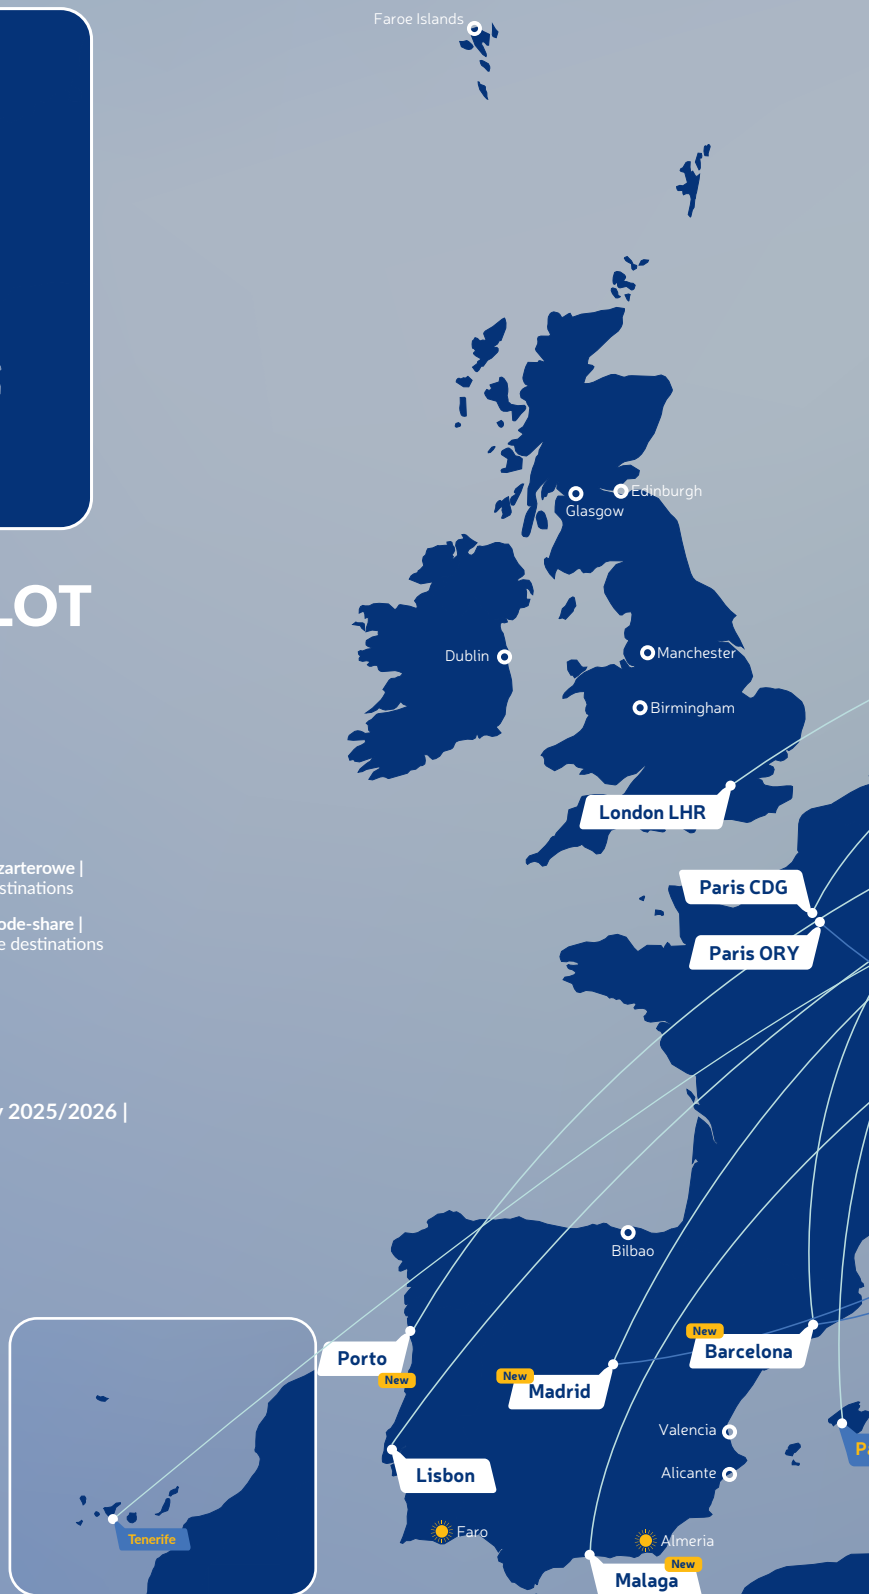 Faroe Islands
Edinburgh
Glasgow
LOT
Dublin
Manchester
Birmingham
London LHR
zarterowe |
stinations
Paris CDG
ode-share |
e destinations
Paris ORY
2025/2026 |
Bilbao
New
Barcelona
Porto
New
New
Madrid
Valencia
Alicante
Lisbon
Tenerife
Faro
Almeria
New
Malaga